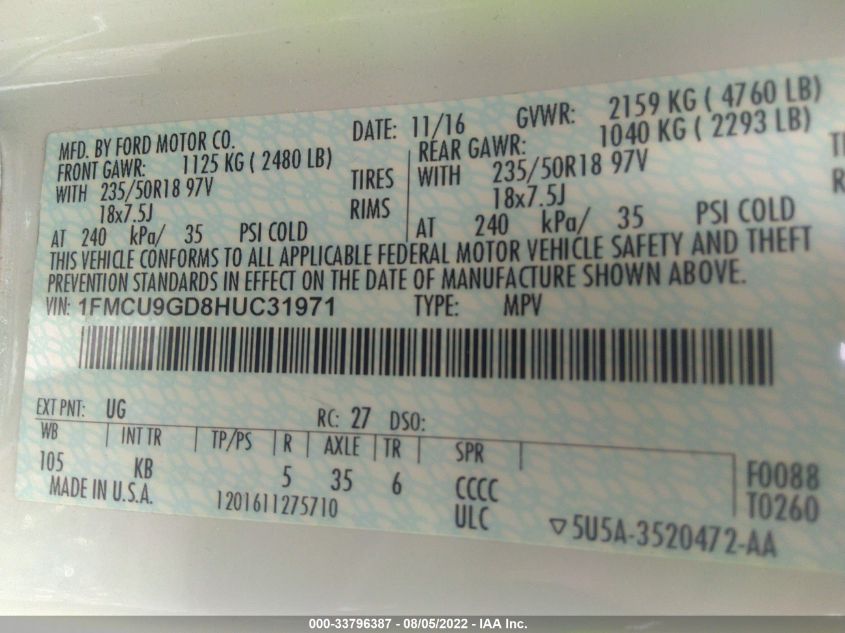 MFD. BY FORD MOTOR CO. DATE: 11/16 GVWR: 2159 KG ( 4760 LB)
FRONT GAWR: 1125 KG ( 2480 LB) REAR GAWR: 1040 KG ( 2293 LB)
WITH 235/50R18 97V TIRES WITH 235/50R18 97V
18x7.5J RIMS 18x7.5J
AT 240 kPa/ 35 PSI COLD AT 240 kPa/ 35 PSI COLD
THIS VEHICLE CONFORMS TO ALL APPLICABLE FEDERAL MOTOR VEHICLE SAFETY AND THEFT
PREVENTION STANDARDS IN EFFECT ON THE DATE OF MANUFACTURE SHOWN ABOVE.
VIN: 1FMCU9GD8HUC31971 TYPE: MPV
EXT PNT: UG RC: 27 DSO:
WB INT TR TP/PS R AXLE TR SPR
105 KB 5 35 6 CCCC F0088
MADE IN U.S.A. 1201611275710 ULC T0260
▽5U5A-3520472-AA
000-33796387 - 08/05/2022 - IAA Inc.